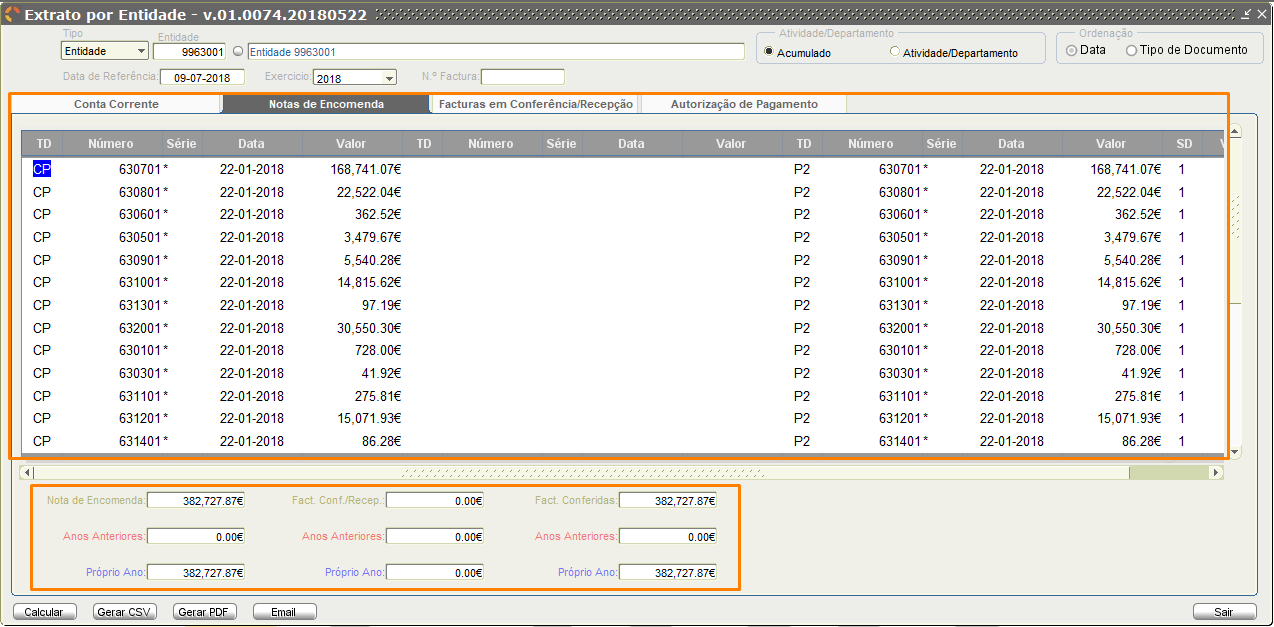 Extrato por Entidade - v.01.0074.20180522
Tipo Entidade Atividade/Departamento Ordenação
Entidade 9963001 Entidade 9963001 Acumulado Atividade/Departamento Data Tipo de Documento
Data de Referência: 09-07-2018 Exercicio: 2018 N.º Factura:
Conta Corrente Notas de Encomenda Facturas em Conferência/Recepção Autorização de Pagamento
TD Número Série Data Valor TD Número Série Data Valor TD Número Série Data Valor SD
CP 630701 * 22-01-2018 168,741.07€ P2 630701 * 22-01-2018 168,741.07€ 1
CP 630801 * 22-01-2018 22,522.04€ P2 630801 * 22-01-2018 22,522.04€ 1
CP 630601 * 22-01-2018 362.52€ P2 630601 * 22-01-2018 362.52€ 1
CP 630501 * 22-01-2018 3,479.67€ P2 630501 * 22-01-2018 3,479.67€ 1
CP 630901 * 22-01-2018 5,540.28€ P2 630901 * 22-01-2018 5,540.28€ 1
CP 631001 * 22-01-2018 14,815.62€ P2 631001 * 22-01-2018 14,815.62€ 1
CP 631301 * 22-01-2018 97.19€ P2 631301 * 22-01-2018 97.19€ 1
CP 632001 * 22-01-2018 30,550.30€ P2 632001 * 22-01-2018 30,550.30€ 1
CP 630101 * 22-01-2018 728.00€ P2 630101 * 22-01-2018 728.00€ 1
CP 630301 * 22-01-2018 41.92€ P2 630301 * 22-01-2018 41.92€ 1
CP 631101 * 22-01-2018 275.81€ P2 631101 * 22-01-2018 275.81€ 1
CP 631201 * 22-01-2018 15,071.93€ P2 631201 * 22-01-2018 15,071.93€ 1
CP 631401 * 22-01-2018 86.28€ P2 631401 * 22-01-2018 86.28€ 1
Nota de Encomenda: 382,727.87€ Fact. Conf./Recep.: 0.00€ Fact. Conferidas: 382,727.87€
Anos Anteriores: 0.00€ Anos Anteriores: 0.00€ Anos Anteriores: 0.00€
Próprio Ano: 382,727.87€ Próprio Ano: 0.00€ Próprio Ano: 382,727.87€
Calcular Gerar CSV Gerar PDF Email Sair